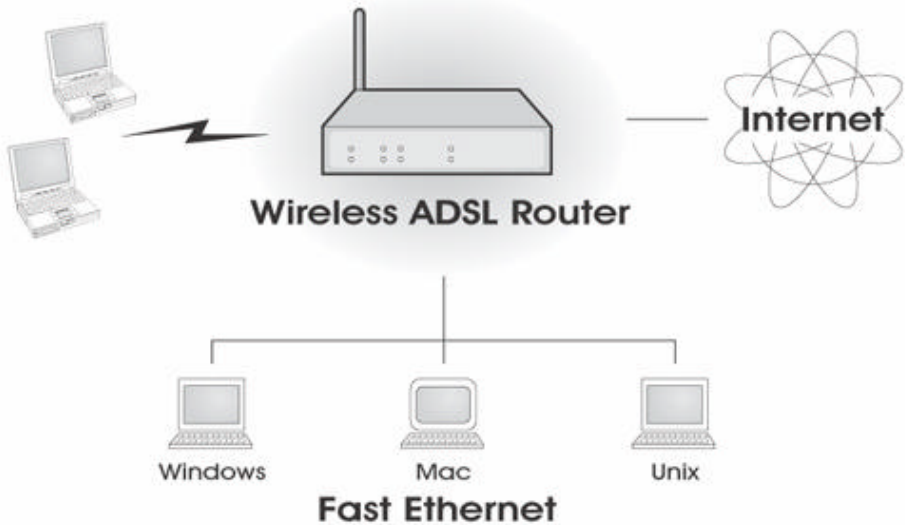 Internet
Wireless ADSL Router
Windows
Mac
Unix
Fast Ethernet